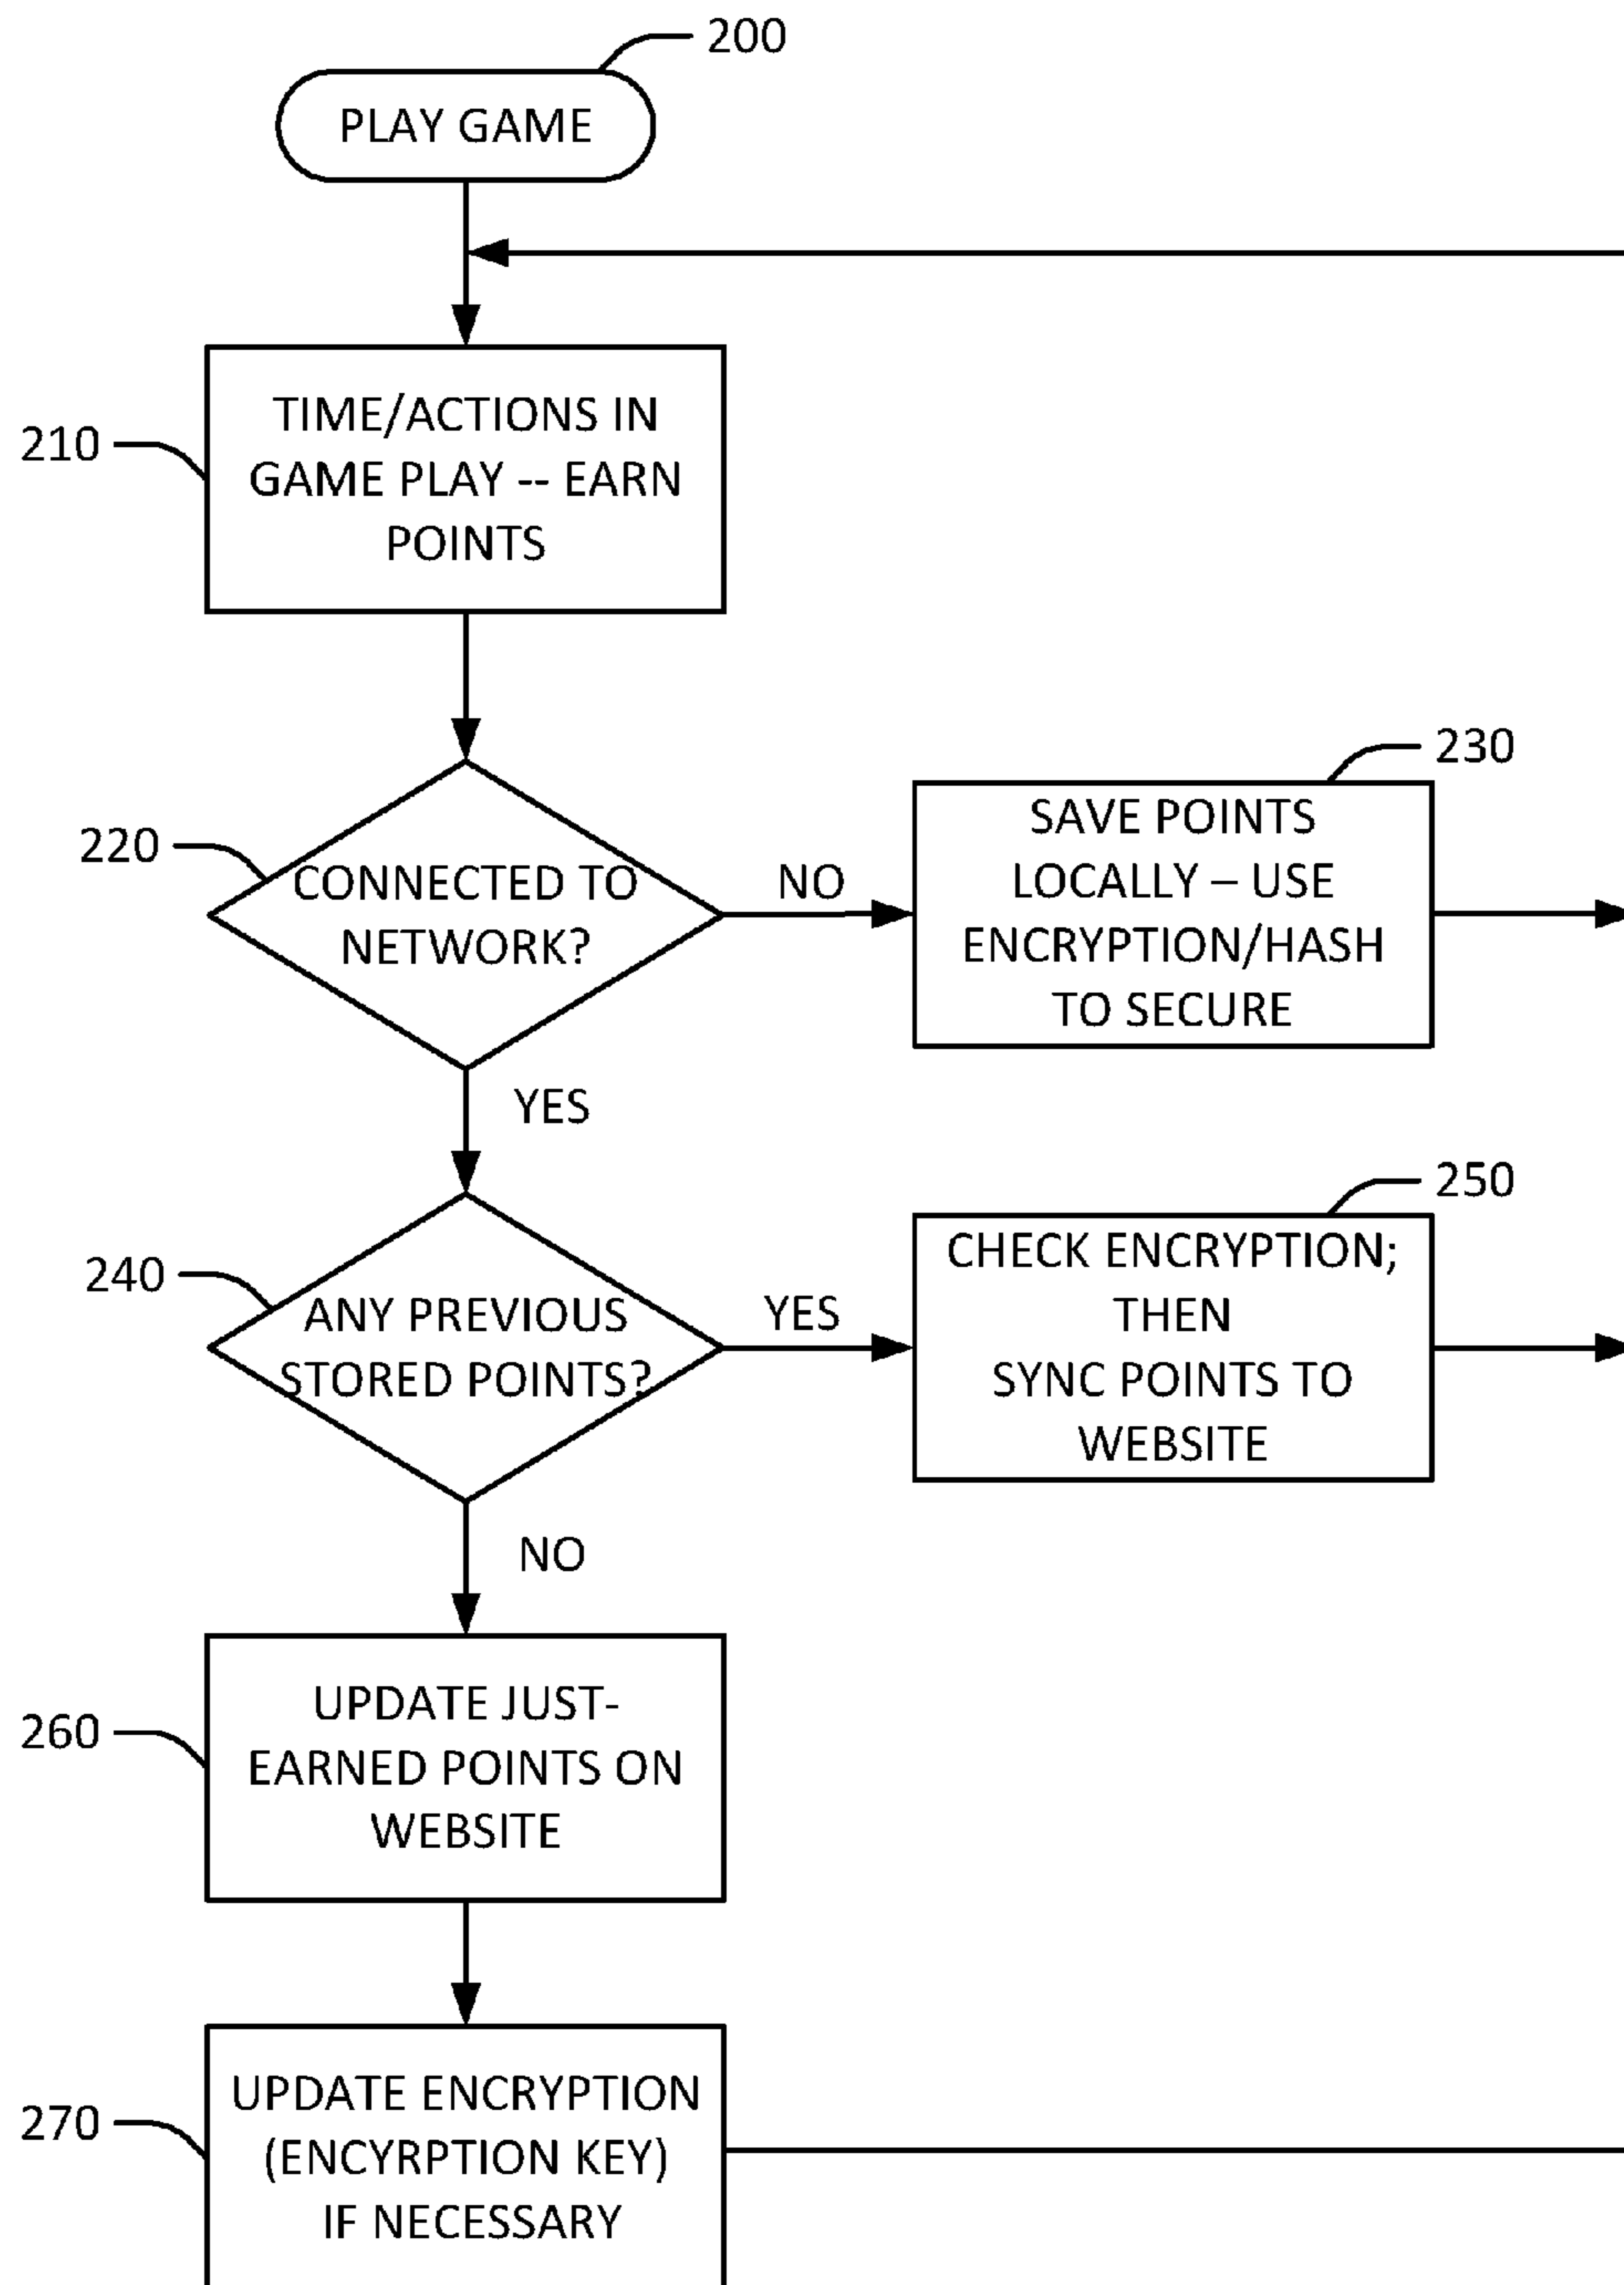 200
PLAY GAME
210
TIME/ACTIONS IN
GAME PLAY -- EARN
POINTS
220
CONNECTED TO
NETWORK?
NO
230
SAVE POINTS
LOCALLY – USE
ENCRYPTION/HASH
TO SECURE
YES
240
ANY PREVIOUS
STORED POINTS?
YES
250
CHECK ENCRYPTION;
THEN
SYNC POINTS TO
WEBSITE
NO
260
UPDATE JUST-
EARNED POINTS ON
WEBSITE
270
UPDATE ENCRYPTION
(ENCYRPTION KEY)
IF NECESSARY